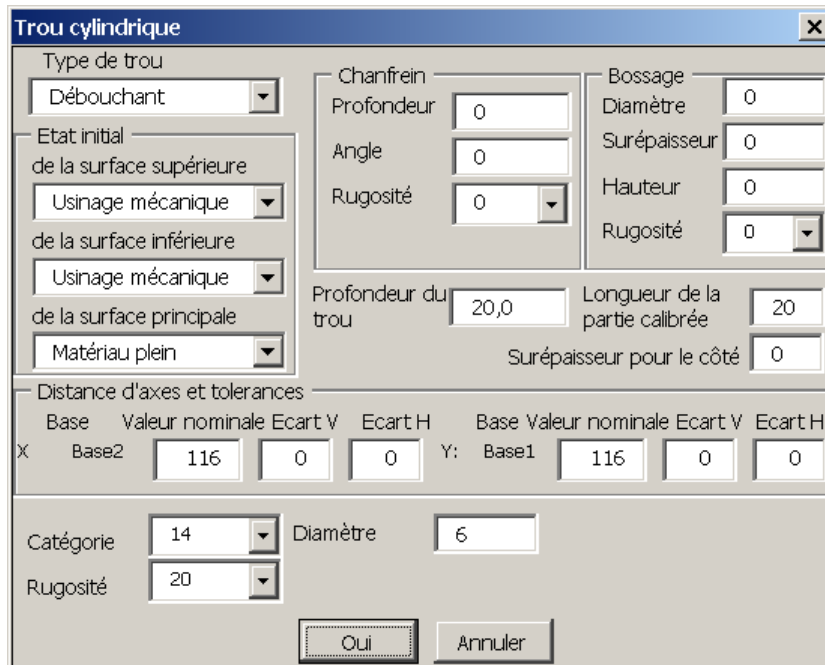 Trou cylindrique
Type de trou
Débouchant
Etat initial
de la surface supérieure
Usinage mécanique
de la surface inférieure
Usinage mécanique
de la surface principale
Matériau plein
Chanfrein
Profondeur 0
Angle 0
Rugosité 0
Bossage
Diamètre 0
Surépaisseur 0
Hauteur 0
Rugosité 0
Profondeur du trou 20,0
Longueur de la partie calibrée 20
Surépaisseur pour le côté 0
Distance d'axes et tolerances
Base Valeur nominale Ecart V Ecart H Base Valeur nominale Ecart V Ecart H
X Base2 116 0 0 Y: Base1 116 0 0
Catégorie 14 Diamètre 6
Rugosité 20
Oui Annuler